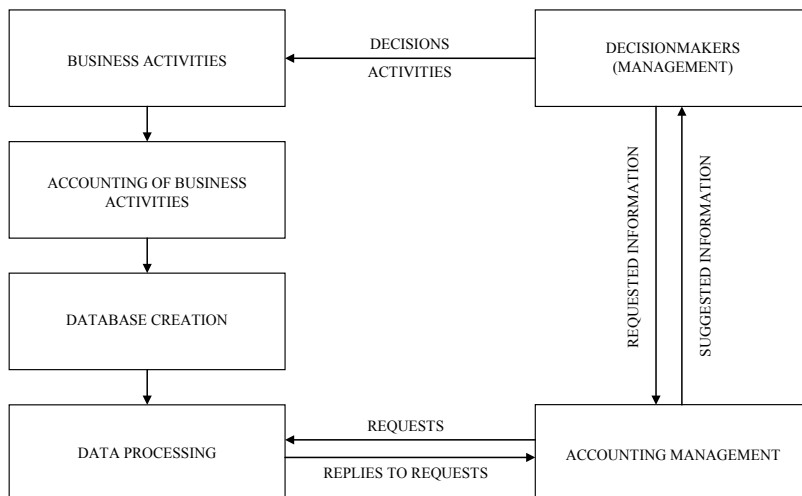 BUSINESS ACTIVITIES
DECISIONS
ACTIVITIES
DECISIONMAKERS
(MANAGEMENT)
ACCOUNTING OF BUSINESS
ACTIVITIES
REQUESTED INFORMATION
SUGGESTED INFORMATION
DATABASE CREATION
DATA PROCESSING
REQUESTS
REPLIES TO REQUESTS
ACCOUNTING MANAGEMENT